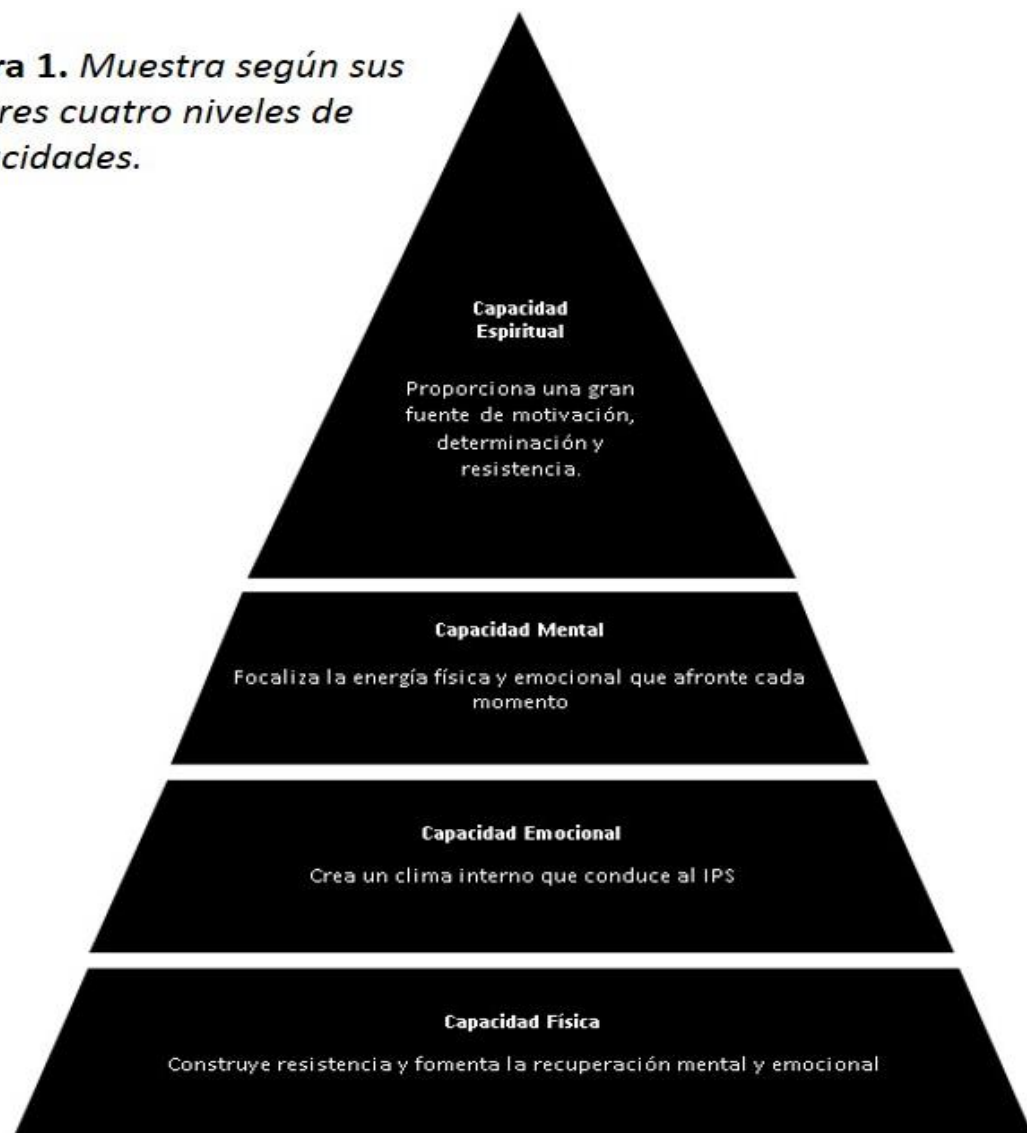 ra 1. Muestra según sus
res cuatro niveles de
cidades.
Capacidad
Espiritual
Proporciona una gran
fuente de motivación,
determinación y
resistencia.
Capacidad Mental
Focaliza la energía física y emocional que afronte cada
momento
Capacidad Emocional
Crea un clima interno que conduce al IPS
Capacidad Física
Construye resistencia y fomenta la recuperación mental y emocional